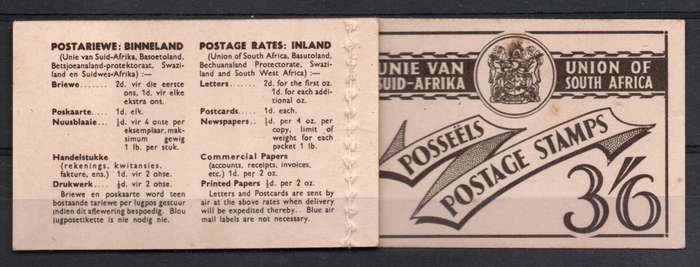 POSTARIEWE: BINNELAND
(Unie van Suid-Afrika, Basoetoland,
Betsjoeanaland-protektoraat, Swazi-
land en Suidwes-Afrika) :—
Briewe....... 2d. vir die eerste
ons, 1d. vir elke
ekstra ons.
Poskaarte.... 1d. elk.
Nuusblaaie.... ½d. vir 4 onse per
eksemplaar, mak-
simum gewig
1 lb. per stuk.
Handelstukke
(rekenings, kwitansies,
fakture, ens.) 1d. vir 2 onse.
Drukwerk.... ½d. vir 2 onse.
Briewe en poskaarte word teen
bostaande tariewe per lugpos gestuur
indien dit aflewering bespoedig. Blou
lugposetikette is nie nodig nie.
POSTAGE RATES: INLAND
(Union of South Africa, Basutoland,
Bechuanaland Protectorate, Swazi-
land and South West Africa) :—
Letters........ 2d. for the first oz.
1d. for each addi-
tional oz.
Postcards..... 1d. each.
Newspapers.. ½d. per 4 oz. per
copy, limit of
weight for each
packet 1 lb.
Commercial Papers
(accounts, receipts, invoices,
etc.) 1d. per 2 oz.
Printed Papers ½d. per 2 oz.
Letters and Postcards are sent by
air at the above rates when delivery
will be expedited thereby. Blue air
mail labels are not necessary.
UNIE VAN
SUID-AFRIKA
UNION OF
SOUTH AFRICA
POSSEËLS
POSTAGE STAMPS
3/6